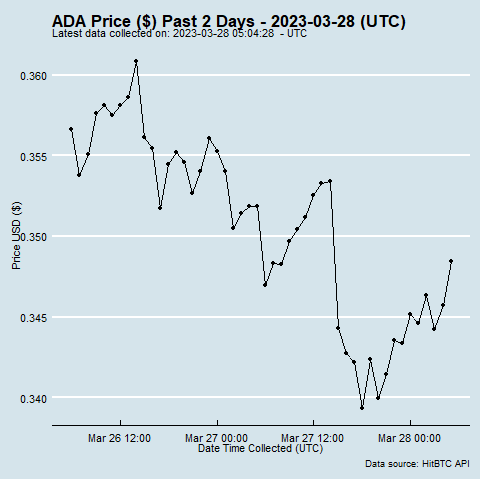 ADA Price ($) Past 2 Days - 2023-03-28 (UTC)
Latest data collected on: 2023-03-28 05:04:28 - UTC
0.360
0.355
0.350
0.345
0.340
Price USD ($)
Mar 26 12:00
Mar 27 00:00
Mar 27 12:00
Mar 28 00:00
Date Time Collected (UTC)
Data source: HitBTC API